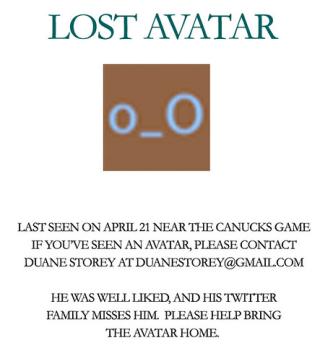 LOST AVATAR
o_O
LAST SEEN ON APRIL 21 NEAR THE CANUCKS GAME
IF YOU'VE SEEN AN AVATAR, PLEASE CONTACT
DUANE STOREY AT DUANESTOREY@GMAIL.COM
HE WAS WELL LIKED, AND HIS TWITTER
FAMILY MISSES HIM. PLEASE HELP BRING
THE AVATAR HOME.